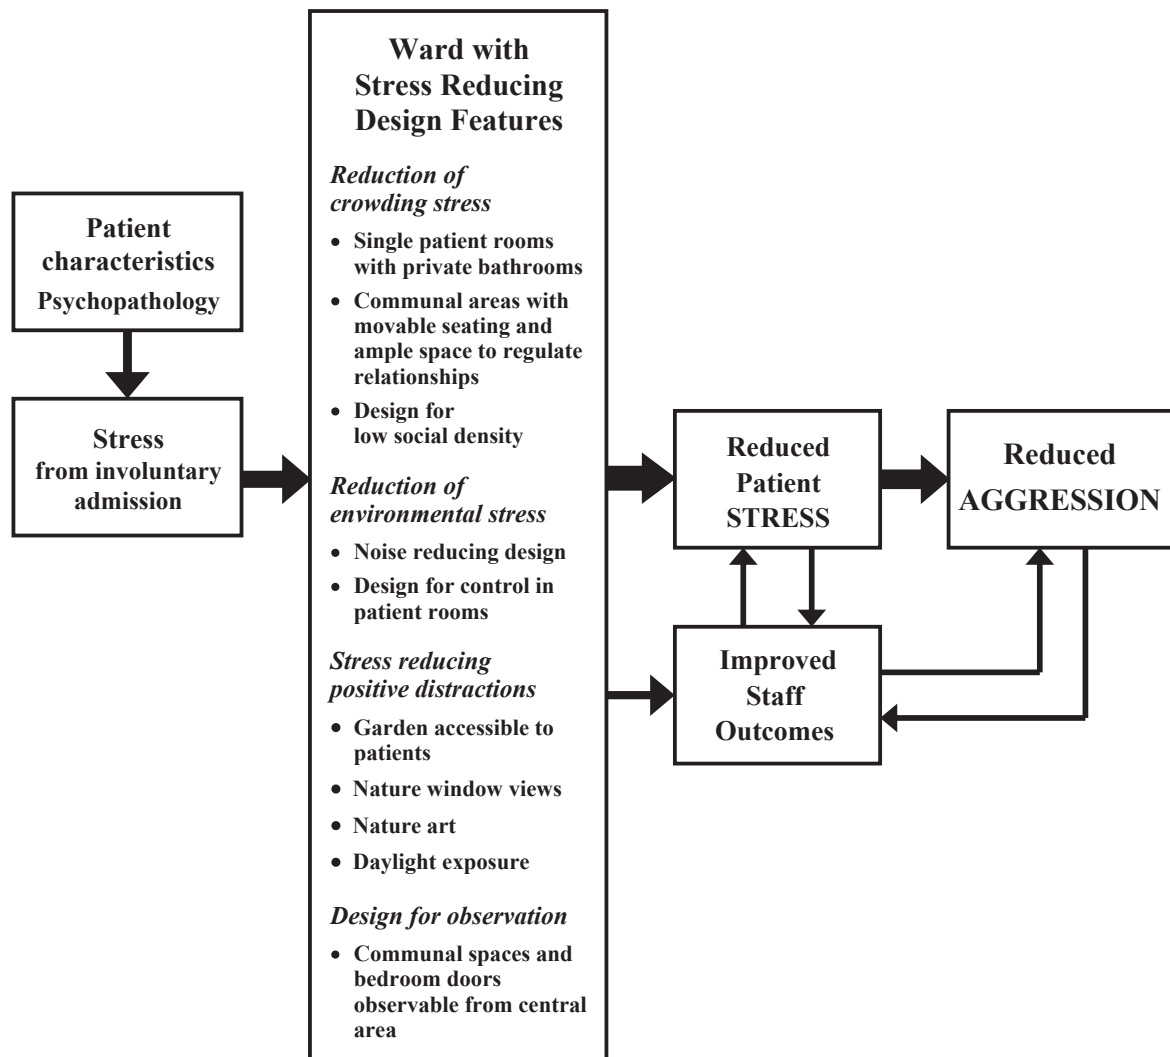 Patient
characteristics
Psychopathology
Stress
from involuntary
admission
Ward with
Stress Reducing
Design Features
Reduction of
crowding stress
• Single patient rooms
with private bathrooms
• Communal areas with
movable seating and
ample space to regulate
relationships
• Design for
low social density
Reduction of
environmental stress
• Noise reducing design
• Design for control in
patient rooms
Stress reducing
positive distractions
• Garden accessible to
patients
• Nature window views
• Nature art
• Daylight exposure
Design for observation
• Communal spaces and
bedroom doors
observable from central
area
Reduced
Patient
STRESS
Reduced
AGGRESSION
Improved
Staff
Outcomes